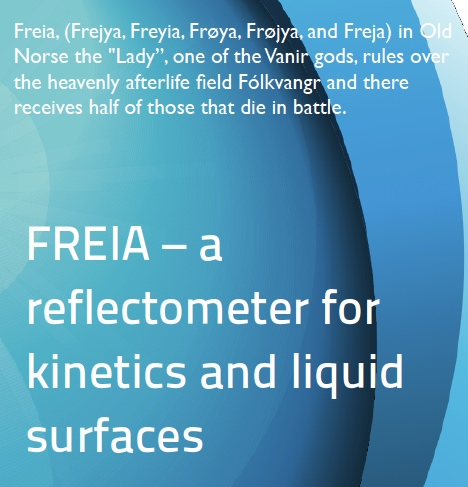 Freia, (Frejya, Freyia, Frøya, Frøjya, and Freja) in Old
Norse the "Lady”, one of the Vanir gods, rules over
the heavenly afterlife field Fólkvangr and there
receives half of those that die in battle.
FREIA – a
reflectometer for
kinetics and liquid
surfaces